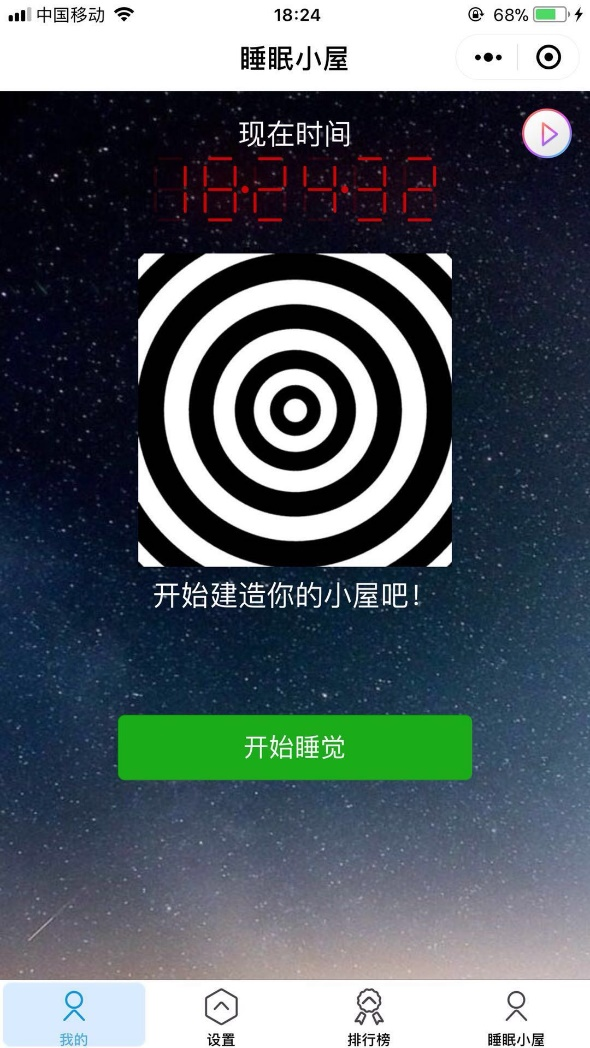 中国移动 18:24 68%
睡眠小屋
现在时间
18:24:32
开始建造你的小屋吧！
开始睡觉
我的 设置 排行榜 睡眠小屋